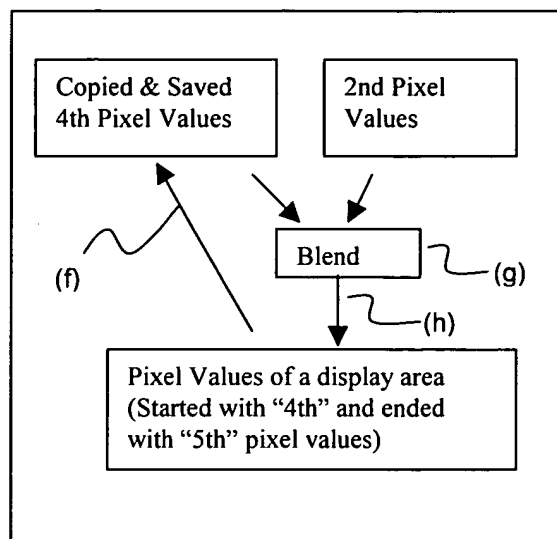 Copied & Saved
4th Pixel Values
2nd Pixel
Values
Blend
(g)
(f)
(h)
Pixel Values of a display area
(Started with “4th” and ended
with “5th” pixel values)